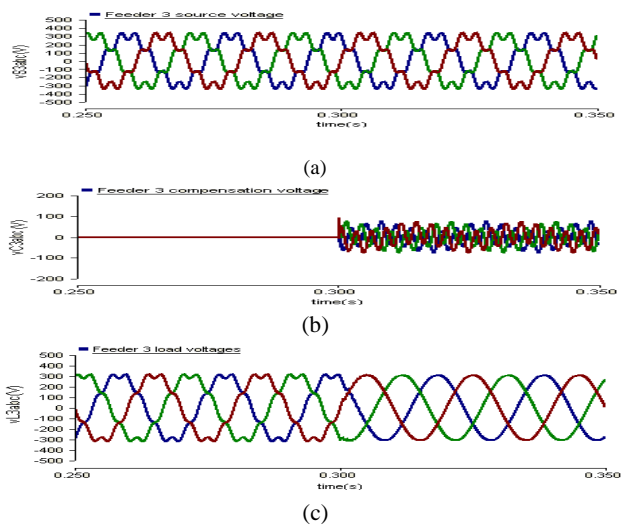 Feeder 3 source voltage
500
400
300
200
100
0
-100
-200
-300
-400
-500
vS3abc(V)
0.250 0.300 0.350
time(s)
(a)
Feeder 3 compensation voltage
200
100
0
-100
-200
vC3abc(V)
0.250 0.300 0.350
time(s)
(b)
Feeder 3 load voltages
500
400
300
200
100
0
-100
-200
-300
-400
-500
vL3abc(V)
0.250 0.300 0.350
time(s)
(c)